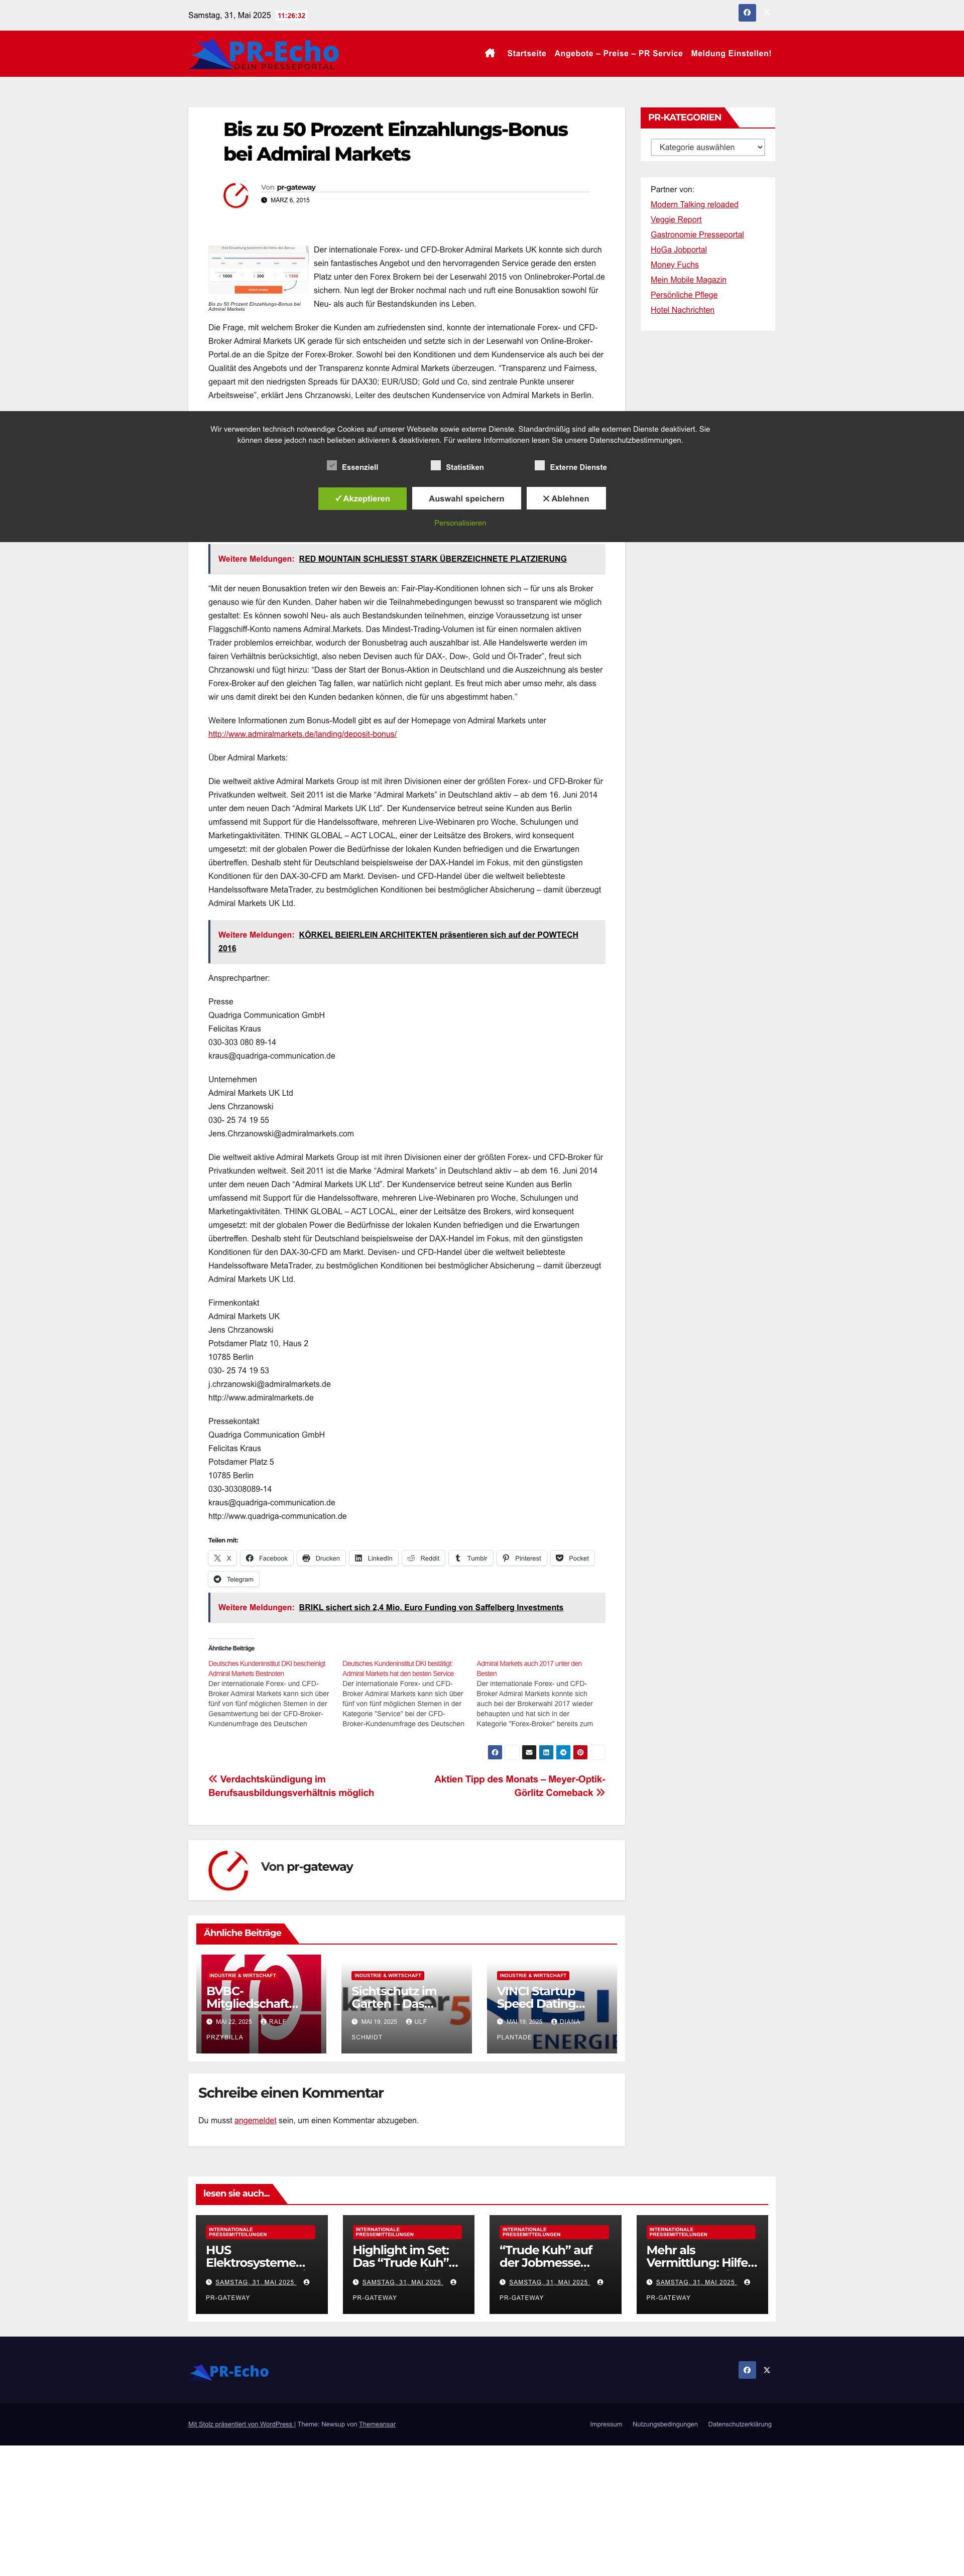 Samstag, 31, Mai 2025 11:26:32
PR-Echo
DEIN PRESSEPORTAL
Startseite Angebote – Preise – PR Service Meldung Einstellen!
Bis zu 50 Prozent Einzahlungs-Bonus
bei Admiral Markets
Von pr-gateway
MÄRZ 6, 2015
Bis zu 50 Prozent Einzahlungs-Bonus bei
Admiral Markets
Der internationale Forex- und CFD-Broker Admiral Markets UK konnte sich durch
sein fantastisches Angebot und den hervorragenden Service gerade den ersten
Platz unter den Forex Brokern bei der Leserwahl 2015 von Onlinebroker-Portal.de
sichern. Nun legt der Broker nochmal nach und ruft eine Bonusaktion sowohl für
Neu- als auch für Bestandskunden ins Leben.
Die Frage, mit welchem Broker die Kunden am zufriedensten sind, konnte der internationale Forex- und CFD-
Broker Admiral Markets UK gerade für sich entscheiden und setzte sich in der Leserwahl von Online-Broker-
Portal.de an die Spitze der Forex-Broker. Sowohl bei den Konditionen und dem Kundenservice als auch bei der
Qualität des Angebots und der Transparenz konnte Admiral Markets überzeugen. “Transparenz und Fairness,
gepaart mit den niedrigsten Spreads für DAX30; EUR/USD; Gold und Co, sind zentrale Punkte unserer
Arbeitsweise”, erklärt Jens Chrzanowski, Leiter des deutschen Kundenservice von Admiral Markets in Berlin.
PR-KATEGORIEN
Kategorie auswählen
Partner von:
Modern Talking reloaded
Veggie Report
Gastronomie Presseportal
HoGa Jobportal
Money Fuchs
Mein Mobile Magazin
Persönliche Pflege
Hotel Nachrichten
Wir verwenden technisch notwendige Cookies auf unserer Webseite sowie externe Dienste. Standardmäßig sind alle externen Dienste deaktiviert. Sie
können diese jedoch nach belieben aktivieren & deaktivieren. Für weitere Informationen lesen Sie unsere Datenschutzbestimmungen.
Essenziell Statistiken Externe Dienste
✓ Akzeptieren Auswahl speichern ✕ Ablehnen
Personalisieren
Weitere Meldungen: RED MOUNTAIN SCHLIESST STARK ÜBERZEICHNETE PLATZIERUNG
“Mit der neuen Bonusaktion treten wir den Beweis an: Fair-Play-Konditionen lohnen sich – für uns als Broker
genauso wie für den Kunden. Daher haben wir die Teilnahmebedingungen bewusst so transparent wie möglich
gestaltet: Es können sowohl Neu- als auch Bestandskunden teilnehmen, einzige Voraussetzung ist unser
Flaggschiff-Konto namens Admiral.Markets. Das Mindest-Trading-Volumen ist für einen normalen aktiven
Trader problemlos erreichbar, wodurch der Bonusbetrag auch auszahlbar ist. Alle Handelswerte werden im
fairen Verhältnis berücksichtigt, also neben Devisen auch für DAX-, Dow-, Gold und Öl-Trader”, freut sich
Chrzanowski und fügt hinzu: “Dass der Start der Bonus-Aktion in Deutschland und die Auszeichnung als bester
Forex-Broker auf den gleichen Tag fallen, war natürlich nicht geplant. Es freut mich aber umso mehr, als dass
wir uns damit direkt bei den Kunden bedanken können, die für uns abgestimmt haben.”
Weitere Informationen zum Bonus-Modell gibt es auf der Homepage von Admiral Markets unter
http://www.admiralmarkets.de/landing/deposit-bonus/
Über Admiral Markets:
Die weltweit aktive Admiral Markets Group ist mit ihren Divisionen einer der größten Forex- und CFD-Broker für
Privatkunden weltweit. Seit 2011 ist die Marke “Admiral Markets” in Deutschland aktiv – ab dem 16. Juni 2014
unter dem neuen Dach “Admiral Markets UK Ltd”. Der Kundenservice betreut seine Kunden aus Berlin
umfassend mit Support für die Handelssoftware, mehreren Live-Webinaren pro Woche, Schulungen und
Marketingaktivitäten. THINK GLOBAL – ACT LOCAL, einer der Leitsätze des Brokers, wird konsequent
umgesetzt: mit der globalen Power die Bedürfnisse der lokalen Kunden befriedigen und die Erwartungen
übertreffen. Deshalb steht für Deutschland beispielsweise der DAX-Handel im Fokus, mit den günstigsten
Konditionen für den DAX-30-CFD am Markt. Devisen- und CFD-Handel über die weltweit beliebteste
Handelssoftware MetaTrader, zu bestmöglichen Konditionen bei bestmöglicher Absicherung – damit überzeugt
Admiral Markets UK Ltd.
Weitere Meldungen: KÖRKEL BEIERLEIN ARCHITEKTEN präsentieren sich auf der POWTECH
2016
Ansprechpartner:
Presse
Quadriga Communication GmbH
Felicitas Kraus
030-303 080 89-14
kraus@quadriga-communication.de
Unternehmen
Admiral Markets UK Ltd
Jens Chrzanowski
030- 25 74 19 55
Jens.Chrzanowski@admiralmarkets.com
Die weltweit aktive Admiral Markets Group ist mit ihren Divisionen einer der größten Forex- und CFD-Broker für
Privatkunden weltweit. Seit 2011 ist die Marke “Admiral Markets” in Deutschland aktiv – ab dem 16. Juni 2014
unter dem neuen Dach “Admiral Markets UK Ltd”. Der Kundenservice betreut seine Kunden aus Berlin
umfassend mit Support für die Handelssoftware, mehreren Live-Webinaren pro Woche, Schulungen und
Marketingaktivitäten. THINK GLOBAL – ACT LOCAL, einer der Leitsätze des Brokers, wird konsequent
umgesetzt: mit der globalen Power die Bedürfnisse der lokalen Kunden befriedigen und die Erwartungen
übertreffen. Deshalb steht für Deutschland beispielsweise der DAX-Handel im Fokus, mit den günstigsten
Konditionen für den DAX-30-CFD am Markt. Devisen- und CFD-Handel über die weltweit beliebteste
Handelssoftware MetaTrader, zu bestmöglichen Konditionen bei bestmöglicher Absicherung – damit überzeugt
Admiral Markets UK Ltd.
Firmenkontakt
Admiral Markets UK
Jens Chrzanowski
Potsdamer Platz 10, Haus 2
10785 Berlin
030- 25 74 19 53
j.chrzanowski@admiralmarkets.de
http://www.admiralmarkets.de
Pressekontakt
Quadriga Communication GmbH
Felicitas Kraus
Potsdamer Platz 5
10785 Berlin
030-30308089-14
kraus@quadriga-communication.de
http://www.quadriga-communication.de
Teilen mit:
X Facebook Drucken LinkedIn Reddit Tumblr Pinterest Pocket
Telegram
Weitere Meldungen: BRIKL sichert sich 2,4 Mio. Euro Funding von Saffelberg Investments
Ähnliche Beiträge
Deutsches Kundeninstitut DKI bescheinigt
Admiral Markets Bestnoten
Der internationale Forex- und CFD-
Broker Admiral Markets kann sich über
fünf von fünf möglichen Sternen in der
Gesamtwertung bei der CFD-Broker-
Kundenumfrage des Deutschen
Deutsches Kundeninstitut DKI bestätigt:
Admiral Markets hat den besten Service
Der internationale Forex- und CFD-
Broker Admiral Markets kann sich über
fünf von fünf möglichen Sternen in der
Kategorie "Service" bei der CFD-
Broker-Kundenumfrage des Deutschen
Admiral Markets auch 2017 unter den
Besten
Der internationale Forex- und CFD-
Broker Admiral Markets konnte sich
auch bei der Brokerwahl 2017 wieder
behaupten und hat sich in der
Kategorie "Forex-Broker" bereits zum
Verdachtskündigung im
Berufsausbildungsverhältnis möglich
Aktien Tipp des Monats – Meyer-Optik-
Görlitz Comeback
Von pr-gateway
Ähnliche Beiträge
INDUSTRIE & WIRTSCHAFT
BVBC-
Mitgliedschaft…
MAI 22, 2025 RALF
PRZYBILLA
INDUSTRIE & WIRTSCHAFT
Sichtschutz im
Garten – Das…
MAI 19, 2025 ULF
SCHMIDT
INDUSTRIE & WIRTSCHAFT
VINCI Startup
Speed Dating…
MAI 19, 2025 DIANA
PLANTADE
Schreibe einen Kommentar
Du musst angemeldet sein, um einen Kommentar abzugeben.
lesen sie auch...
INTERNATIONALE
PRESSEMITTEILUNGEN
HUS
Elektrosysteme…
SAMSTAG, 31, MAI 2025
PR-GATEWAY
INTERNATIONALE
PRESSEMITTEILUNGEN
Highlight im Set:
Das “Trude Kuh”…
SAMSTAG, 31, MAI 2025
PR-GATEWAY
INTERNATIONALE
PRESSEMITTEILUNGEN
“Trude Kuh” auf
der Jobmesse…
SAMSTAG, 31, MAI 2025
PR-GATEWAY
INTERNATIONALE
PRESSEMITTEILUNGEN
Mehr als
Vermittlung: Hilfe…
SAMSTAG, 31, MAI 2025
PR-GATEWAY
PR-Echo
Mit Stolz präsentiert von WordPress | Theme: Newsup von Themeansar
Impressum Nutzungsbedingungen Datenschutzerklärung